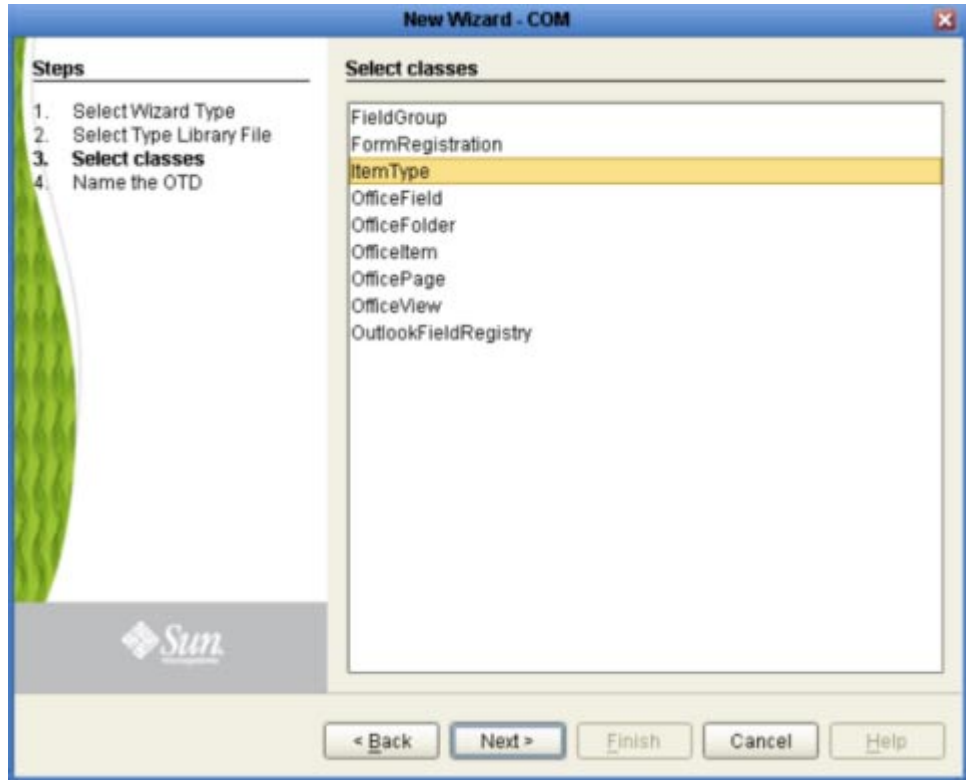 New Wizard - COM
Steps
1. Select Wizard Type
2. Select Type Library File
3. Select classes
4. Name the OTD
Select classes
FieldGroup
FormRegistration
ItemType
OfficeField
OfficeFolder
OfficeItem
OfficePage
OfficeView
OutlookFieldRegistry
Sun
< Back
Next >
Finish
Cancel
Help